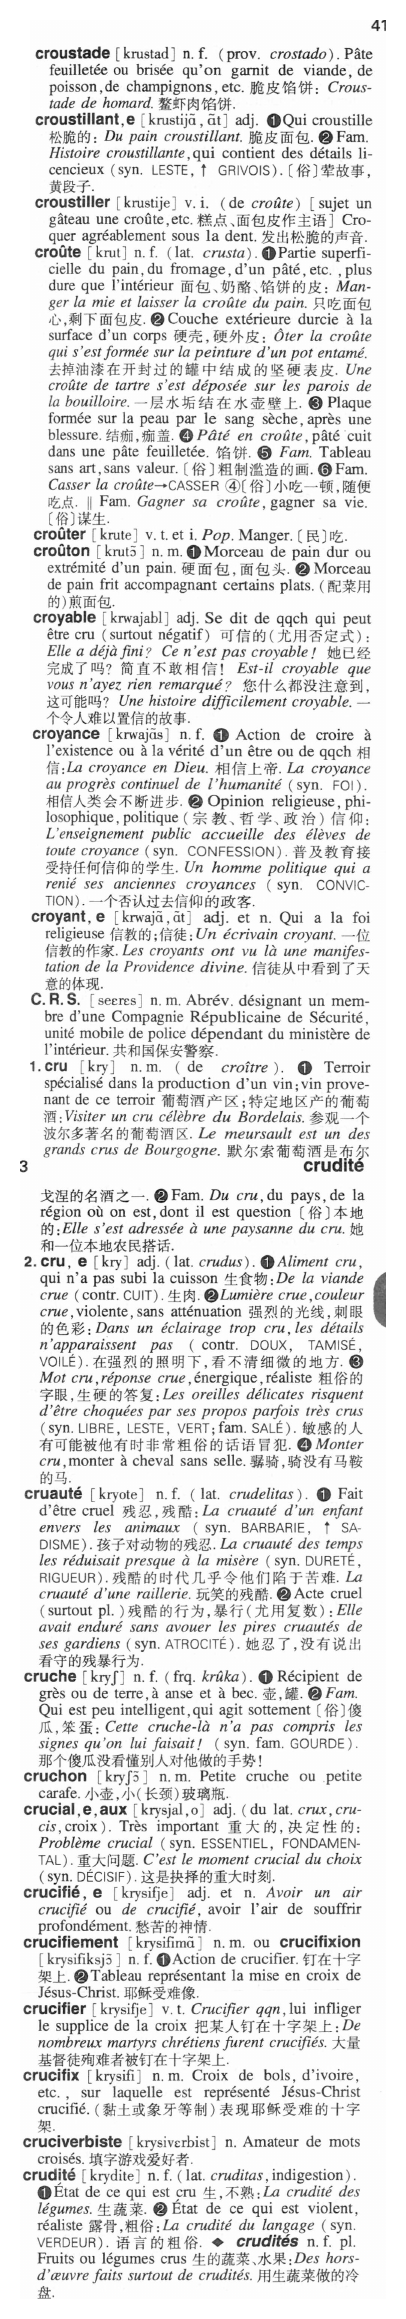 41
croustade [krustad] n. f. (prov. crostado). Pâte
feuilletée ou brisée qu'on garnit de viande, de
poisson, de champignons, etc. 脆皮馅饼: Crous-
tade de homard. 螯虾肉馅饼.
croustillant, e [krustijɑ̃, ɑ̃t] adj. ❶Qui croustille
松脆的: Du pain croustillant. 脆皮面包. ❷ Fam.
Histoire croustillante, qui contient des détails li-
cencieux (syn. LESTE, ↑ GRIVOIS). [俗]荤故事,
黄段子.
croustiller [krustije] v. i. (de croûte) [sujet un
gâteau une croûte, etc. 糕点、面包皮作主语] Cro-
quer agréablement sous la dent. 发出松脆的声音.
croûte [krut] n. f. (lat. crusta). ❶Partie superfi-
cielle du pain, du fromage, d'un pâté, etc. , plus
dure que l'intérieur 面包、奶酪、馅饼的皮: Man-
ger la mie et laisser la croûte du pain. 只吃面包
心,剩下面包皮. ❷Couche extérieure durcie à la
surface d'un corps 硬壳,硬外皮: Ôter la croûte
qui s'est formée sur la peinture d'un pot entamé.
去掉油漆在开封过的罐中结成的坚硬表皮. Une
croûte de tartre s'est déposée sur les parois de
la bouilloire. 一层水垢结在水壶壁上. ❸ Plaque
formée sur la peau par le sang sèche, après une
blessure. 结痂,痂盖. ❹ Pâté en croûte, pâté cuit
dans une pâte feuilletée. 馅饼. ❺ Fam. Tableau
sans art, sans valeur. [俗]粗制滥造的画. ❻Fam.
Casser la croûte→CASSER ④[俗]小吃一顿,随便
吃点. ‖ Fam. Gagner sa croûte, gagner sa vie.
[俗]谋生.
croûter [krute] v. t. et i. Pop. Manger. [民]吃.
croûton [krutɔ̃] n. m. ❶Morceau de pain dur ou
extrémité d'un pain. 硬面包,面包头. ❷ Morceau
de pain frit accompagnant certains plats. (配菜用
的)煎面包.
croyable [krwajabl] adj. Se dit de qqch qui peut
être cru (surtout négatif) 可信的(尤用否定式):
Elle a déjà fini? Ce n'est pas croyable! 她已经
完成了吗? 简直不敢相信! Est-il croyable que
vous n'ayez rien remarqué? 您什么都没注意到,
这可能吗? Une histoire difficilement croyable. 一
个令人难以置信的故事.
croyance [krwajɑ̃s] n. f. ❶ Action de croire à
l'existence ou à la vérité d'un être ou de qqch 相
信: La croyance en Dieu. 相信上帝. La croyance
au progrès continuel de l'humanité (syn. FOI).
相信人类会不断进步. ❷ Opinion religieuse, phi-
losophique, politique (宗教、哲学、政治) 信仰:
L'enseignement public accueille des élèves de
toute croyance (syn. CONFESSION). 普及教育接
受持任何信仰的学生. Un homme politique qui a
renié ses anciennes croyances ( syn. CONVIC-
TION). 一个否认过去信仰的政客.
croyant, e [krwajɑ̃, ɑ̃t] adj. et n. Qui a la foi
religieuse 信教的;信徒: Un écrivain croyant. 一位
信教的作家. Les croyants ont vu là une manifes-
tation de la Providence divine. 信徒从中看到了天
意的体现.
C. R. S. [seɛrɛs] n. m. Abrév. désignant un mem-
bre d'une Compagnie Républicaine de Sécurité,
unité mobile de police dépendant du ministère de
l'intérieur. 共和国保安警察.
1. cru [kry] n. m. ( de croître ). ❶ Terroir
spécialisé dans la production d'un vin; vin prove-
nant de ce terroir 葡萄酒产区;特定地区产的葡萄
酒: Visiter un cru célèbre du Bordelais. 参观一个
波尔多著名的葡萄酒区. Le meursault est un des
grands crus de Bourgogne. 默尔索葡萄酒是布尔
3 crudité
戈涅的名酒之一. ❷Fam. Du cru, du pays, de la
région où on est, dont il est question [俗]本地
的: Elle s'est adressée à une paysanne du cru. 她
和一位本地农民搭话.
2. cru, e [kry] adj. (lat. crudus). ❶Aliment cru,
qui n'a pas subi la cuisson 生食物: De la viande
crue (contr. CUIT). 生肉. ❷Lumière crue, couleur
crue, violente, sans atténuation 强烈的光线,刺眼
的色彩: Dans un éclairage trop cru, les détails
n'apparaissent pas ( contr. DOUX, TAMISÉ,
VOILÉ). 在强烈的照明下,看不清细微的地方. ❸
Mot cru, réponse crue, énergique, réaliste 粗俗的
字眼,生硬的答复: Les oreilles délicates risquent
d'être choquées par ses propos parfois très crus
(syn. LIBRE, LESTE, VERT; fam. SALÉ). 敏感的人
有可能被他有时非常粗俗的话语冒犯. ❹ Monter
cru, monter à cheval sans selle. 骣骑,骑没有马鞍
的马.
cruauté [kryote] n. f. ( lat. crudelitas). ❶ Fait
d'être cruel 残忍,残酷: La cruauté d'un enfant
envers les animaux ( syn. BARBARIE, ↑ SA-
DISME). 孩子对动物的残忍. La cruauté des temps
les réduisait presque à la misère (syn. DURETÉ,
RIGUEUR). 残酷的时代几乎令他们陷于苦难. La
cruauté d'une raillerie. 玩笑的残酷. ❷ Acte cruel
(surtout pl. )残酷的行为,暴行(尤用复数): Elle
avait enduré sans avouer les pires cruautés de
ses gardiens (syn. ATROCITÉ). 她忍了,没有说出
看守的残暴行为.
cruche [kryʃ] n. f. (frq. krûka). ❶ Récipient de
grès ou de terre, à anse et à bec. 壶,罐. ❷ Fam.
Qui est peu intelligent, qui agit sottement [俗]傻
瓜,笨蛋: Cette cruche-là n'a pas compris les
signes qu'on lui faisait! (syn. fam. GOURDE).
那个傻瓜没看懂别人对他做的手势!
cruchon [kryʃɔ̃] n. m. Petite cruche ou petite
carafe. 小壶,小(长颈)玻璃瓶.
crucial, e, aux [krysjal, o] adj. (du lat. crux, cru-
cis, croix). Très important 重大的,决定性的:
Problème crucial (syn. ESSENTIEL, FONDAMEN-
TAL). 重大问题. C'est le moment crucial du choix
(syn. DÉCISIF). 这是抉择的重大时刻.
crucifié, e [krysifje] adj. et n. Avoir un air
crucifié ou de crucifié, avoir l'air de souffrir
profondément. 愁苦的神情.
crucifiement [krysifimɑ̃] n. m. ou crucifixion
[krysifiksjɔ̃] n. f. ❶Action de crucifier. 钉在十字
架上. ❷Tableau représentant la mise en croix de
Jésus-Christ. 耶稣受难像.
crucifier [krysifje] v. t. Crucifier qqn, lui infliger
le supplice de la croix 把某人钉在十字架上: De
nombreux martyrs chrétiens furent crucifiés. 大量
基督徒殉难者被钉在十字架上.
crucifix [krysifi] n. m. Croix de bols, d'ivoire,
etc. , sur laquelle est représenté Jésus-Christ
crucifié. (黏土或象牙等制)表现耶稣受难的十字
架.
cruciverbiste [krysivɛrbist] n. Amateur de mots
croisés. 填字游戏爱好者.
crudité [krydite] n. f. (lat. cruditas, indigestion).
❶État de ce qui est cru 生,不熟: La crudité des
légumes. 生蔬菜. ❷ État de ce qui est violent,
réaliste 露骨,粗俗: La crudité du langage (syn.
VERDEUR). 语言的粗俗. ◆ crudités n. f. pl.
Fruits ou légumes crus 生的蔬菜、水果: Des hors-
d'œuvre faits surtout de crudités. 用生蔬菜做的冷
盘.